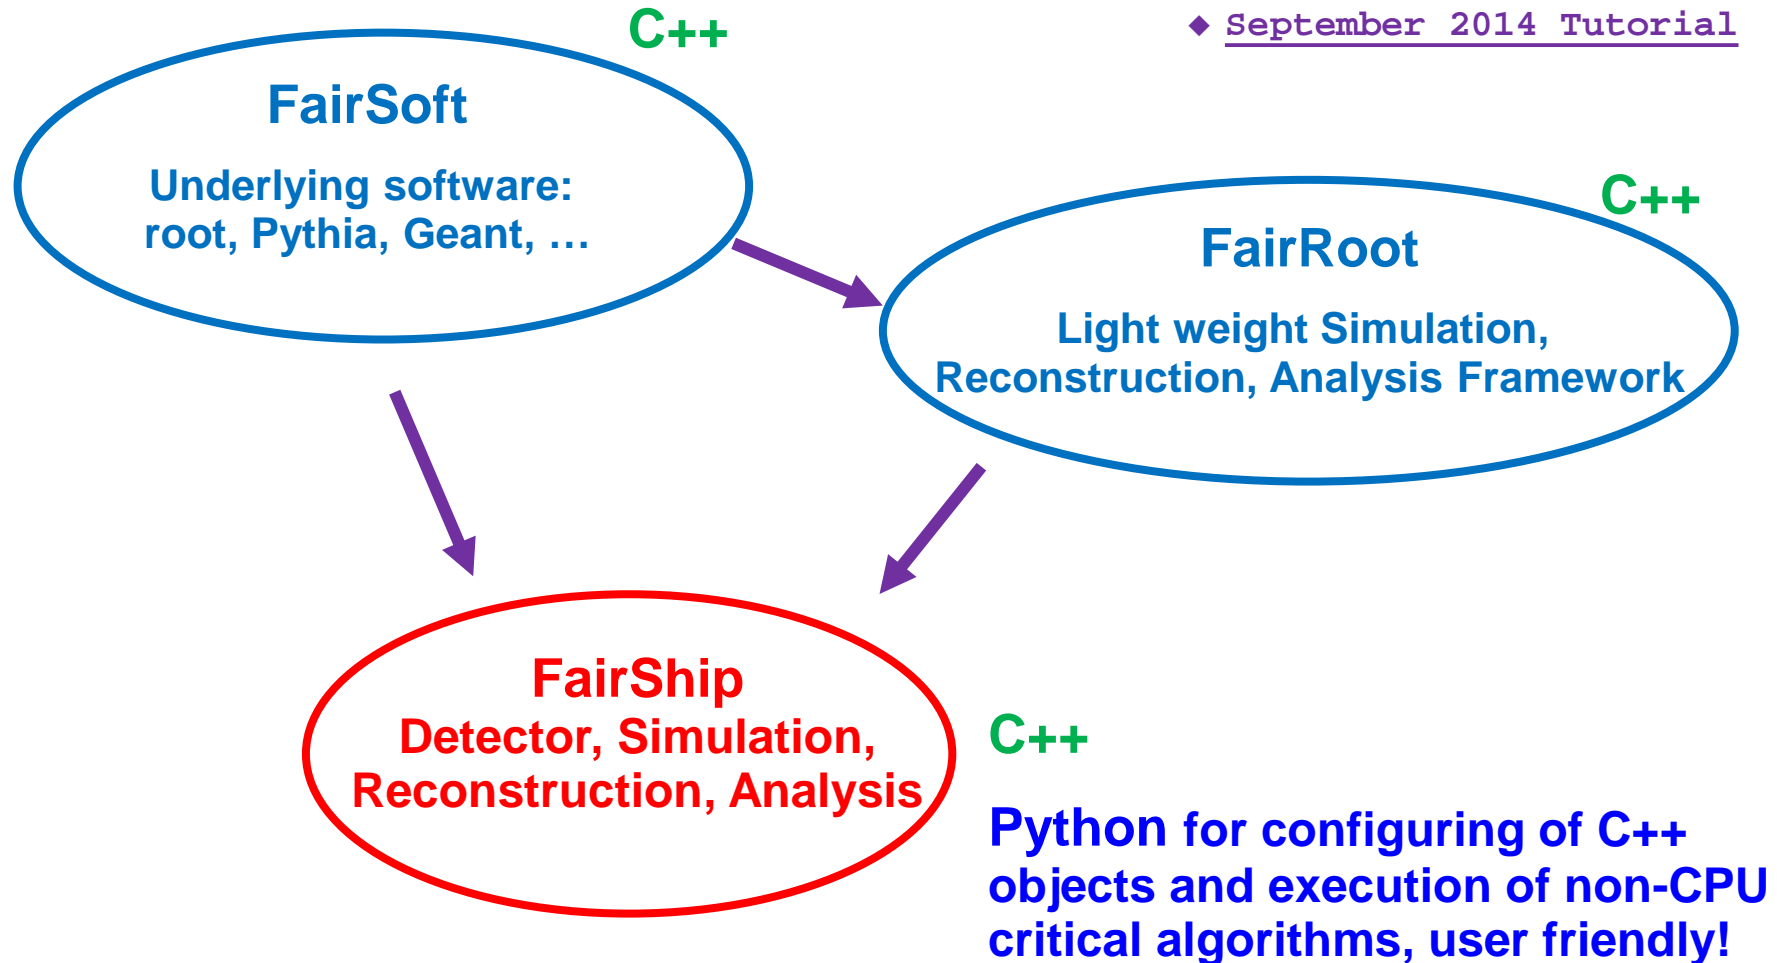 C++
◆ September 2014 Tutorial
FairSoft
Underlying software:
root, Pythia, Geant, …
C++
FairRoot
Light weight Simulation,
Reconstruction, Analysis Framework
FairShip
Detector, Simulation,
Reconstruction, Analysis
C++
Python for configuring of C++
objects and execution of non-CPU
critical algorithms, user friendly!